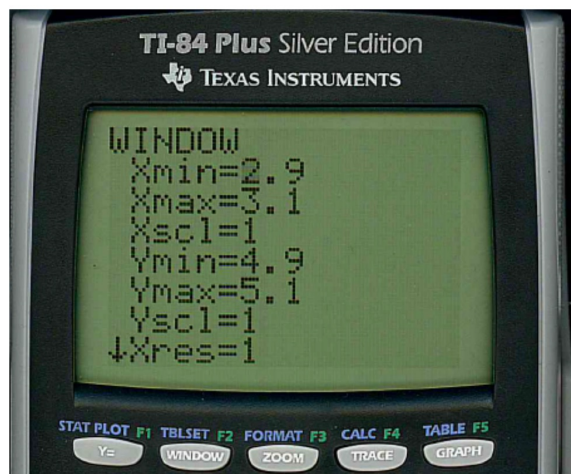 TI-84 Plus Silver Edition
TEXAS INSTRUMENTS
WINDOW
Xmin=2.9
Xmax=3.1
Xscl=1
Ymin=4.9
Ymax=5.1
Yscl=1
↓Xres=1
STAT PLOT F1 TBLSET F2 FORMAT F3 CALC F4 TABLE F5
Y= WINDOW ZOOM TRACE GRAPH